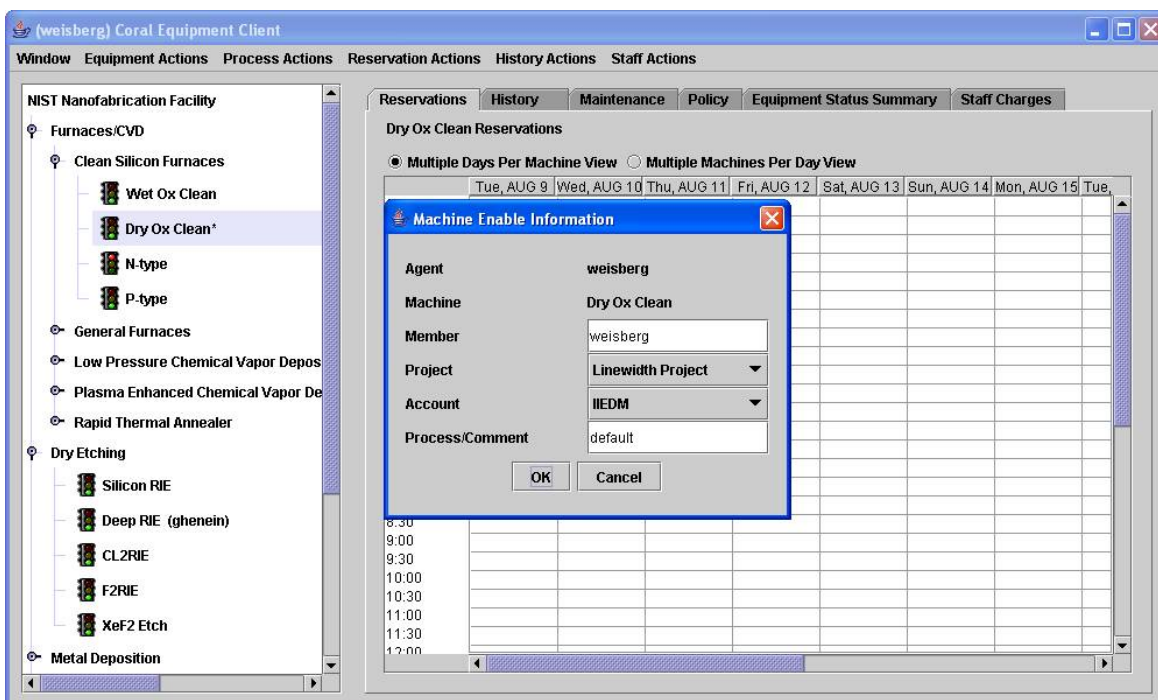 (weisberg) Coral Equipment Client
Window Equipment Actions Process Actions Reservation Actions History Actions Staff Actions
NIST Nanofabrication Facility
Furnaces/CVD
Clean Silicon Furnaces
Wet Ox Clean
Dry Ox Clean*
N-type
P-type
General Furnaces
Low Pressure Chemical Vapor Depos
Plasma Enhanced Chemical Vapor De
Rapid Thermal Annealer
Dry Etching
Silicon RIE
Deep RIE (ghenein)
CL2RIE
F2RIE
XeF2 Etch
Metal Deposition
Reservations History Maintenance Policy Equipment Status Summary Staff Charges
Dry Ox Clean Reservations
Multiple Days Per Machine View Multiple Machines Per Day View
Tue, AUG 9 Wed, AUG 10 Thu, AUG 11 Fri, AUG 12 Sat, AUG 13 Sun, AUG 14 Mon, AUG 15 Tue,
Machine Enable Information
Agent weisberg
Machine Dry Ox Clean
Member weisberg
Project Linewidth Project
Account IIEDM
Process/Comment default
OK Cancel
8:30
9:00
9:30
10:00
10:30
11:00
11:30
12:00